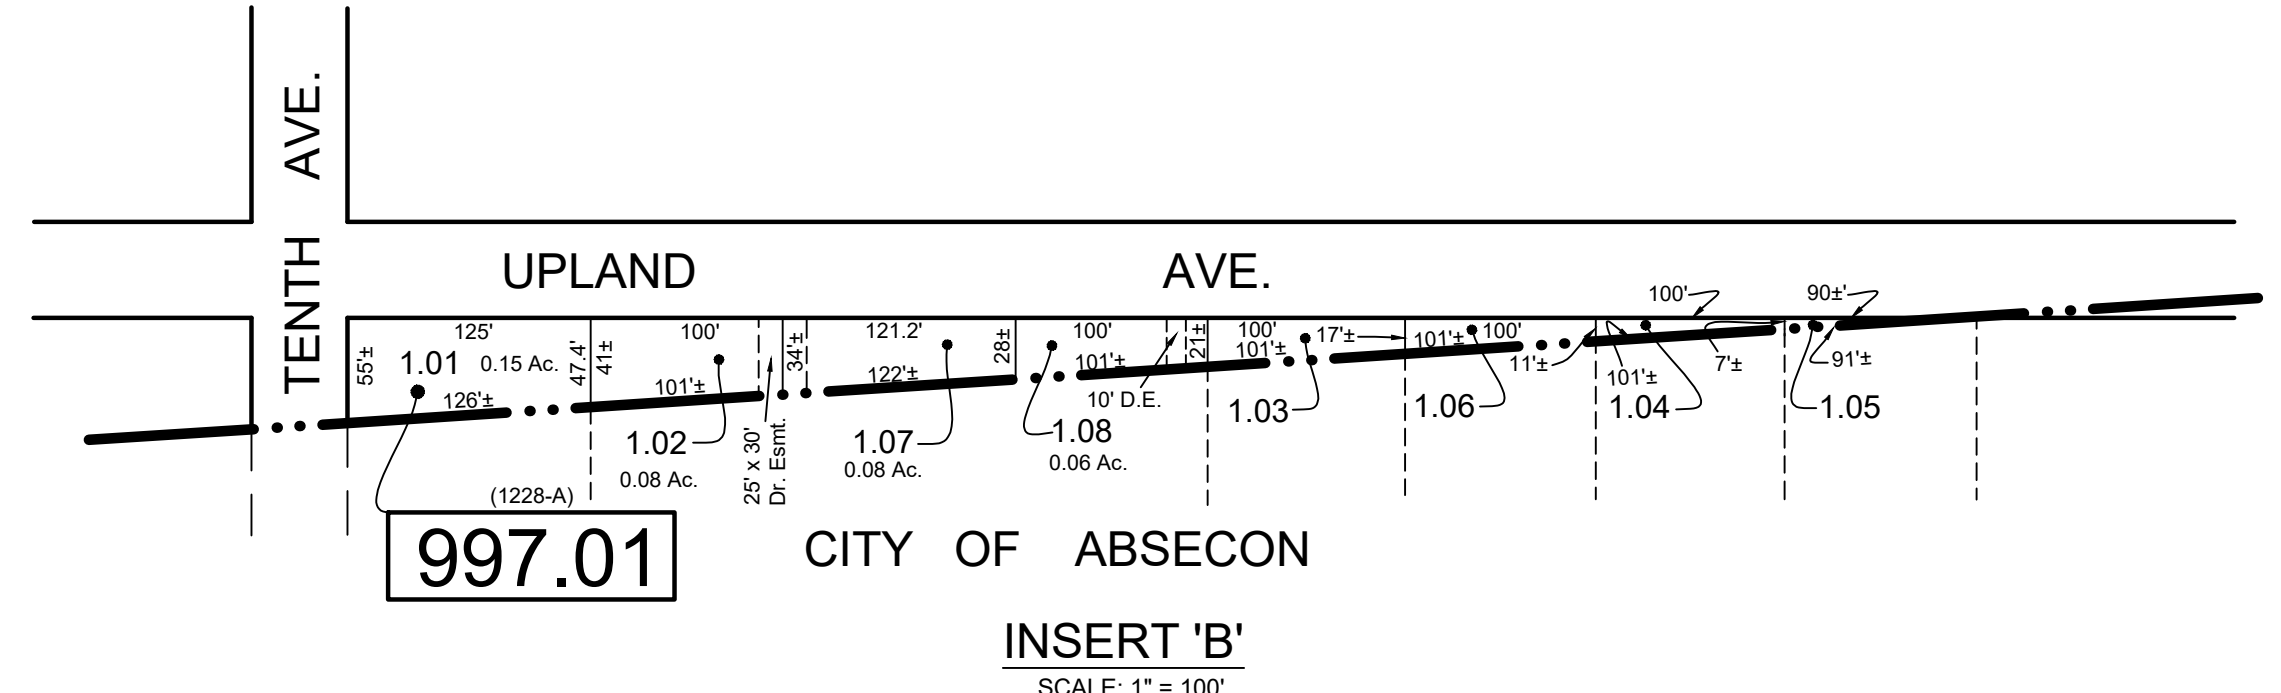 TENTH AVE.
UPLAND AVE.
100'
90±'
125'
100'
121.2'
100'
100'
17'±
101'±
100'
55'±
1.01
0.15 Ac.
47.4'
41±
34'±
28±
21±
101'±
101'±
11'±
7'±
91'±
126'±
101'±
122'±
10' D.E.
101'±
1.02
0.08 Ac.
25' x 30'
Dr. Esmt.
1.07
0.08 Ac.
1.08
0.06 Ac.
1.03
1.06
1.04
1.05
(1228-A)
997.01
CITY OF ABSECON
INSERT 'B'
SCALE: 1" = 100'